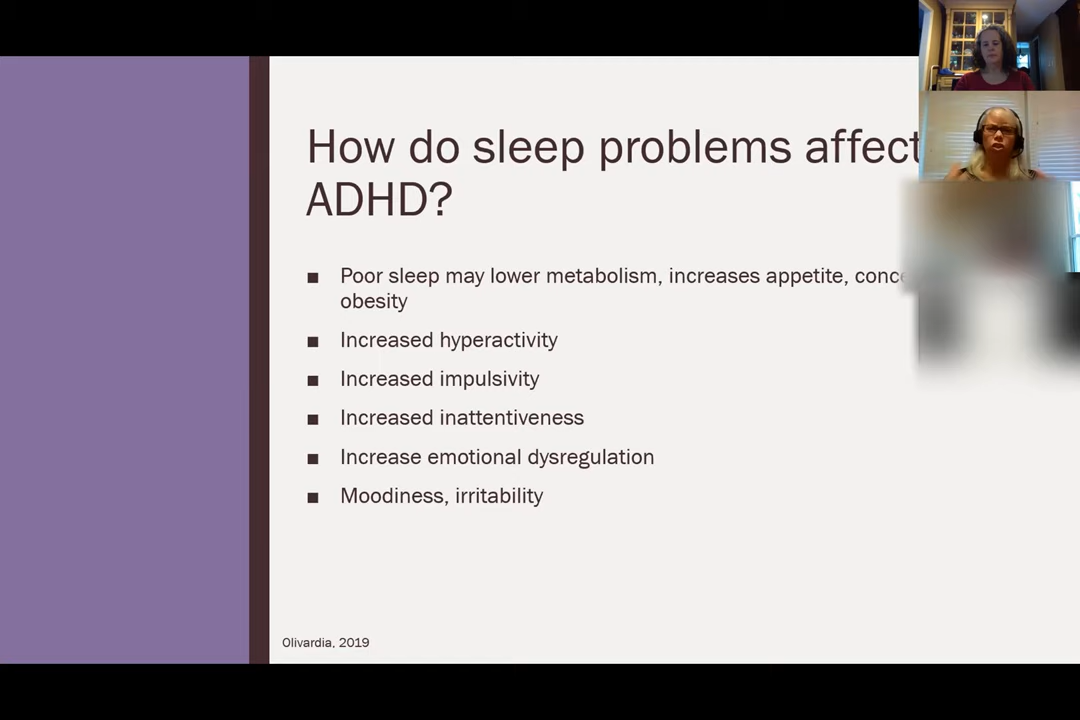 How do sleep problems affect
ADHD?
■ Poor sleep may lower metabolism, increases appetite,
obesity
■ Increased hyperactivity
■ Increased impulsivity
■ Increased inattentiveness
■ Increase emotional dysregulation
■ Moodiness, irritability
Olivardia, 2019